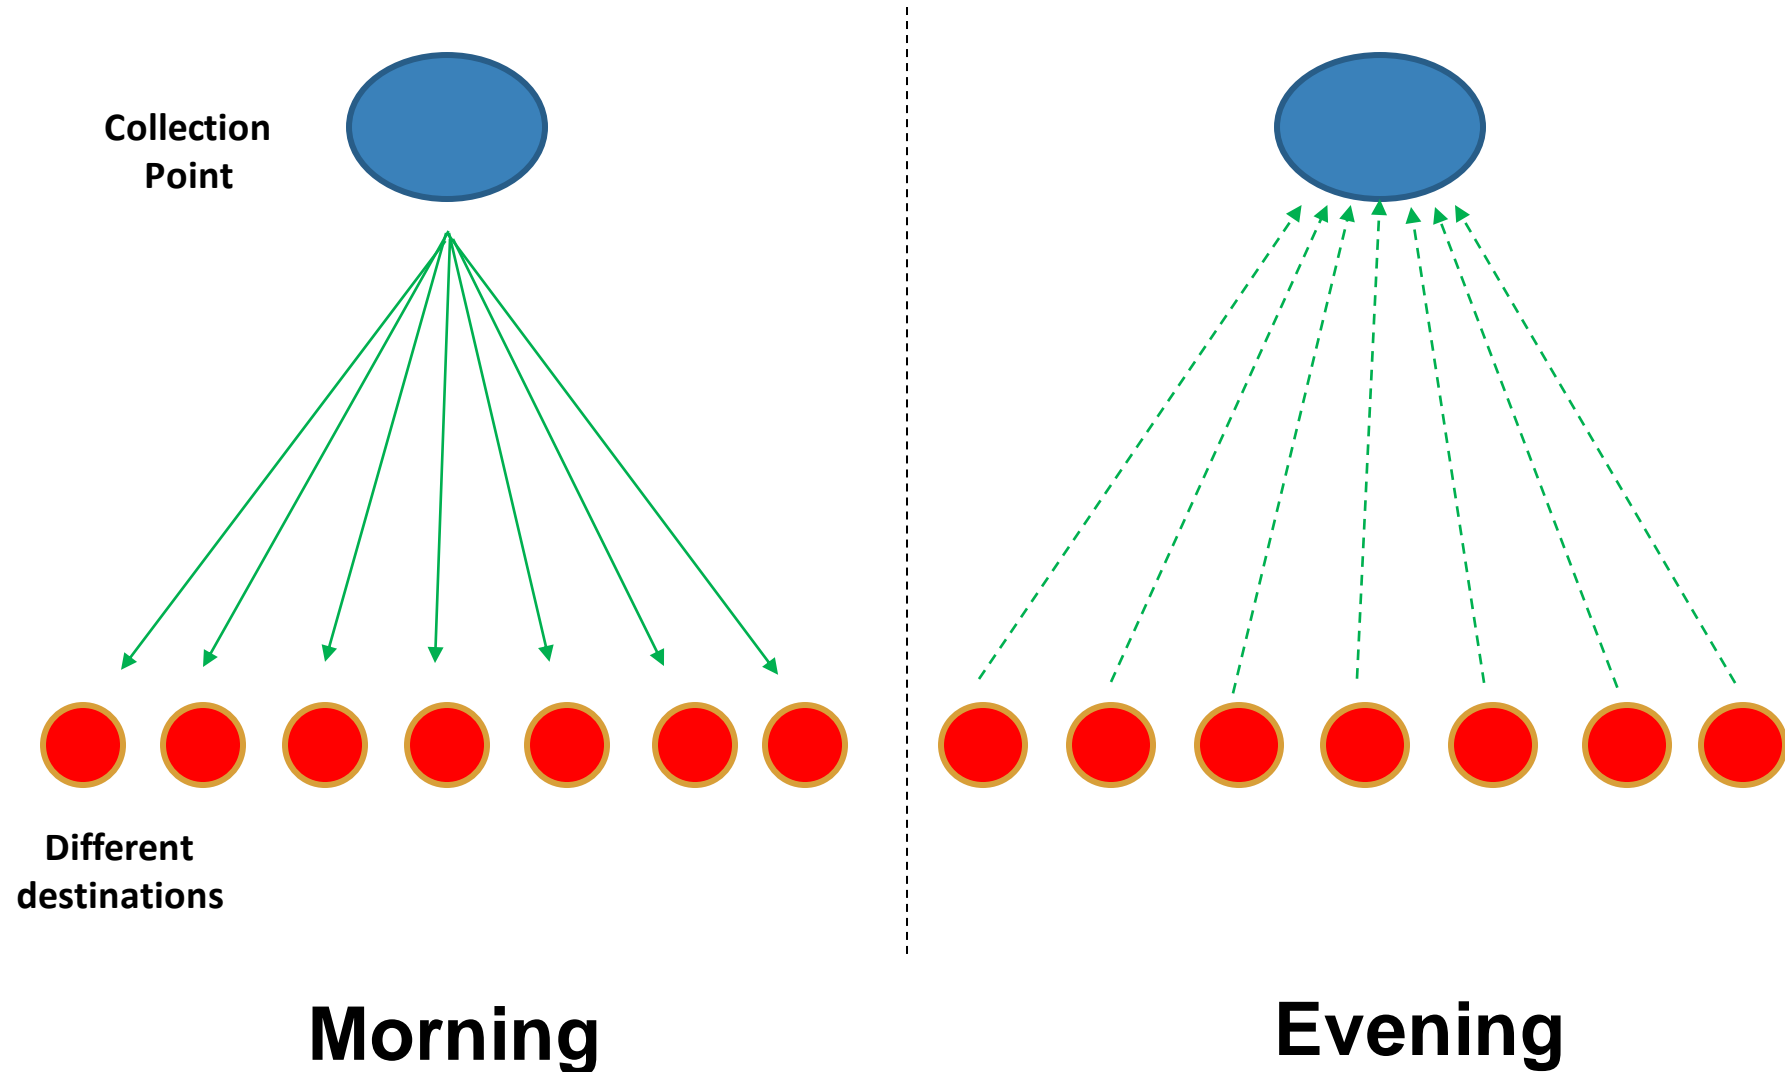 Collection
Point
Different
destinations
Morning
Evening